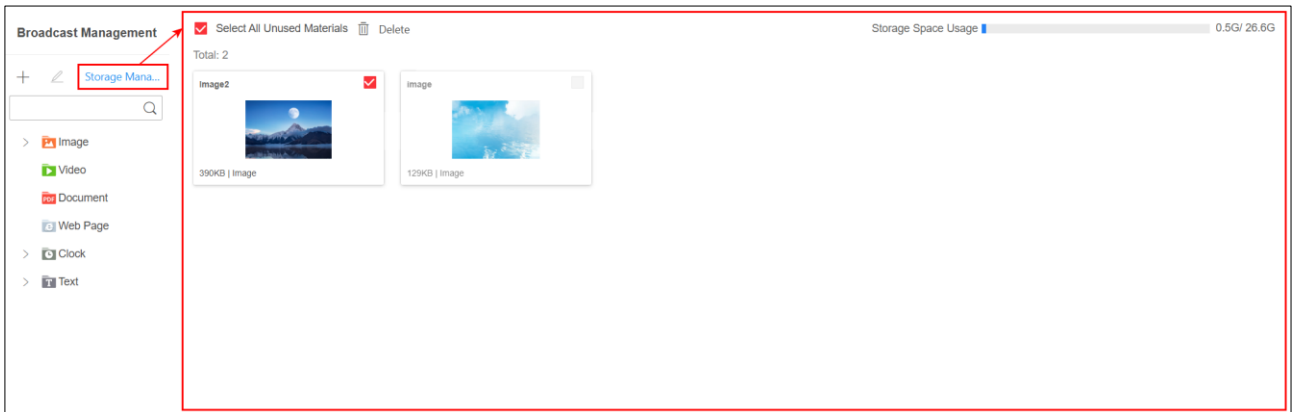 Broadcast Management
Storage Mana...
Image
Video
Document
Web Page
Clock
Text
Select All Unused Materials Delete
Storage Space Usage 0.5G/ 26.6G
Total: 2
Image2
390KB | Image
Image
129KB | Image